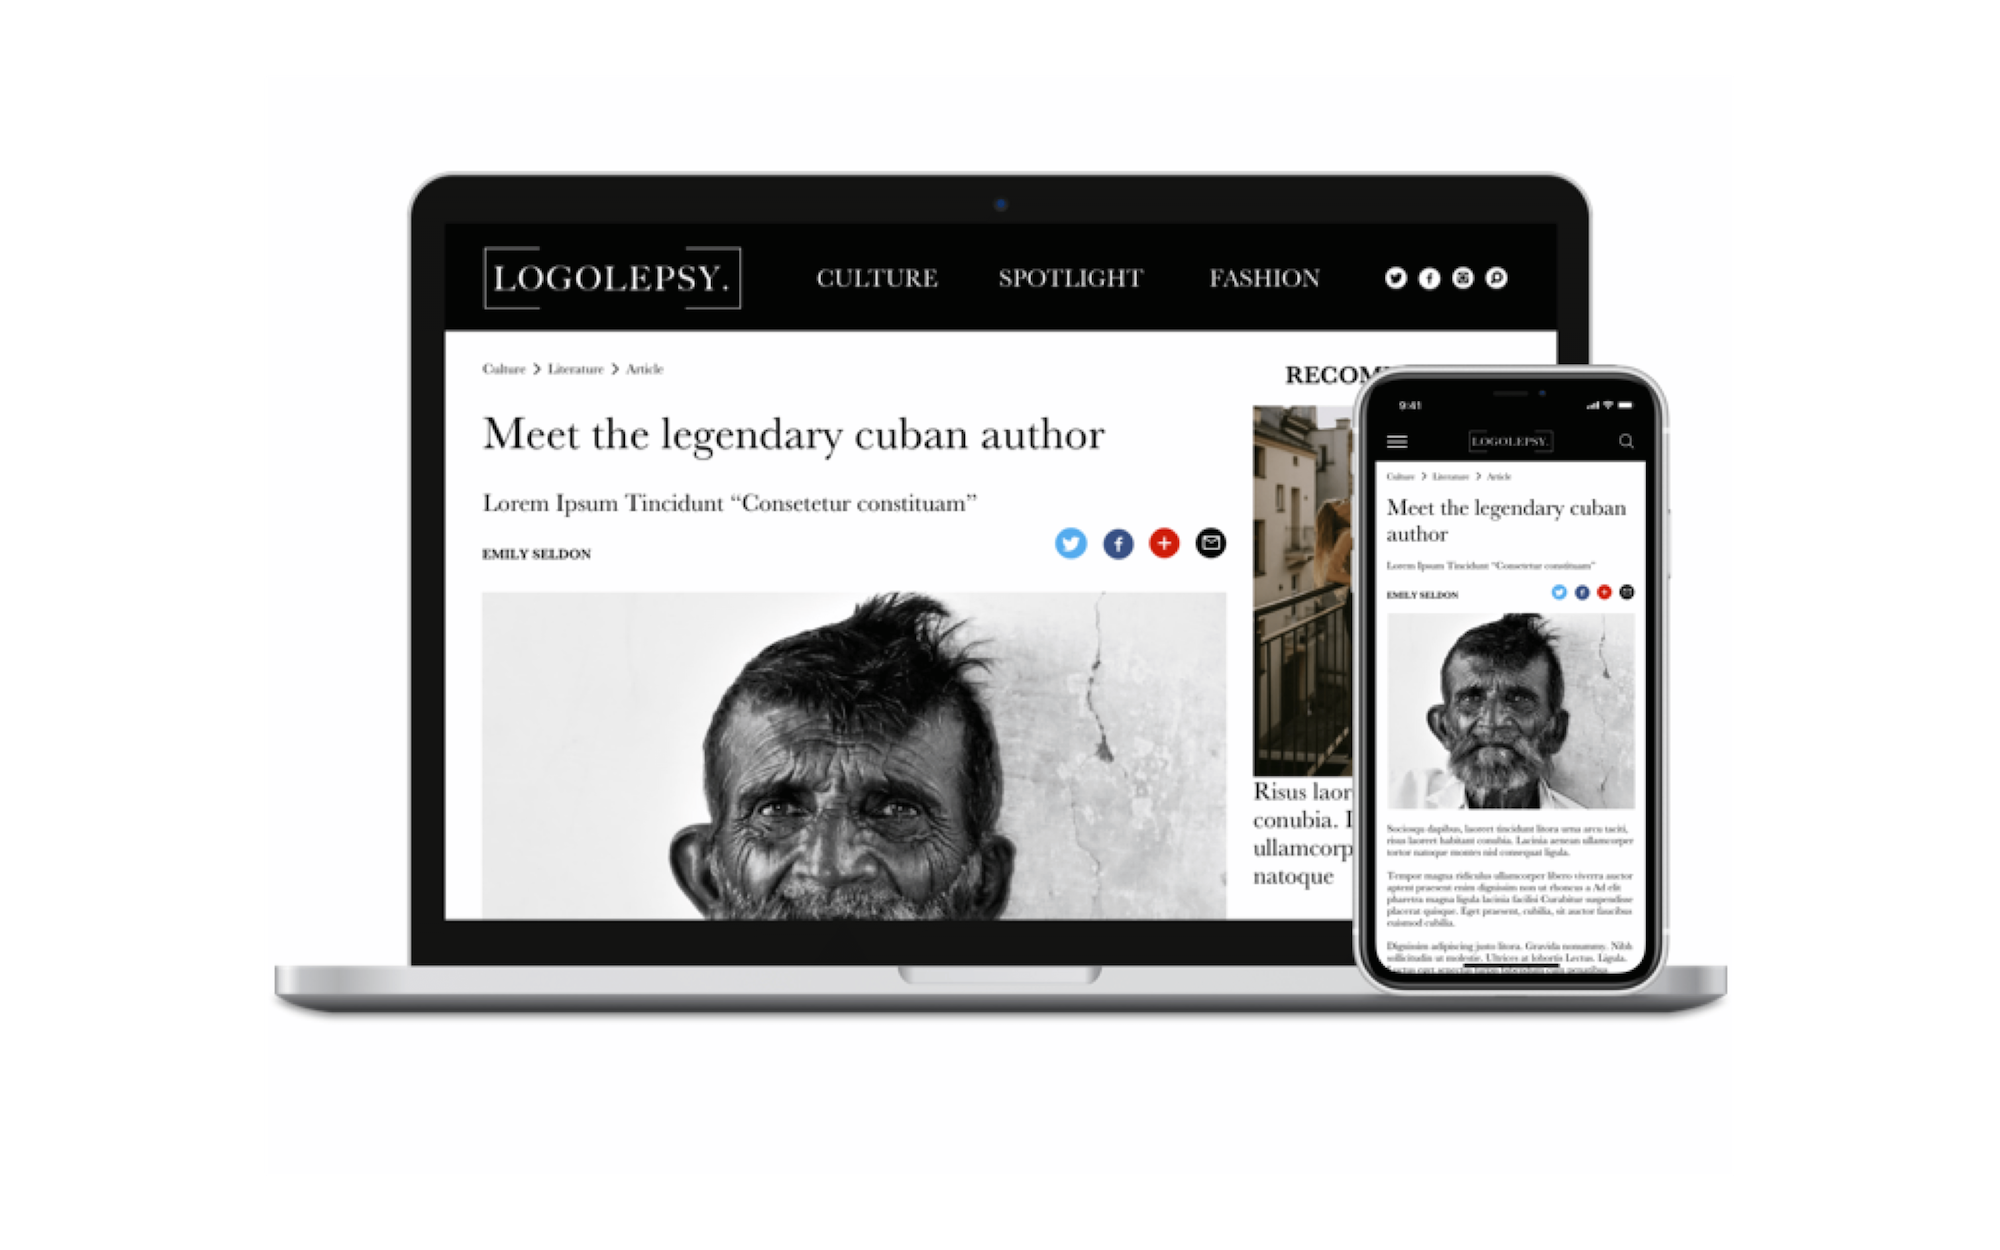 LOGOLEPSY.
CULTURE
SPOTLIGHT
FASHION
Culture > Literature > Article
Meet the legendary cuban author
Lorem Ipsum Tincidunt “Consetetur constituam”
EMILY SELDON
RECOM
Risus laor
conubia. I
ullamcorp
natoque
9:41
LOGOLEPSY.
Culture > Literature > Article
Meet the legendary cuban
author
Lorem Ipsum Tincidunt “Consetetur constituam”
EMILY SELDON
Sociosqu dapibus, laoreet tincidunt litora urna arcu taciti,
risus laoreet habitant conubia. Lacinia aenean ullamcorper
tortor natoque montes nisl consequat ligula.
Tempor magna ridiculus ullamcorper libero viverra auctor
aptent praesent enim dignissim non ut rhoncus a Ad elit
pharetra magna ligula lacinia facilisi Curabitur suspendisse
placerat quisque. Eget praesent, cubilia, sit auctor faucibus
euismod cubilia.
Dignissim adipiscing justo litora. Gravida nonummy. Nibh
sollicitudin ut molestie. Ultrices at lobortis Lectus. Ligula.
Lectus eget senectus